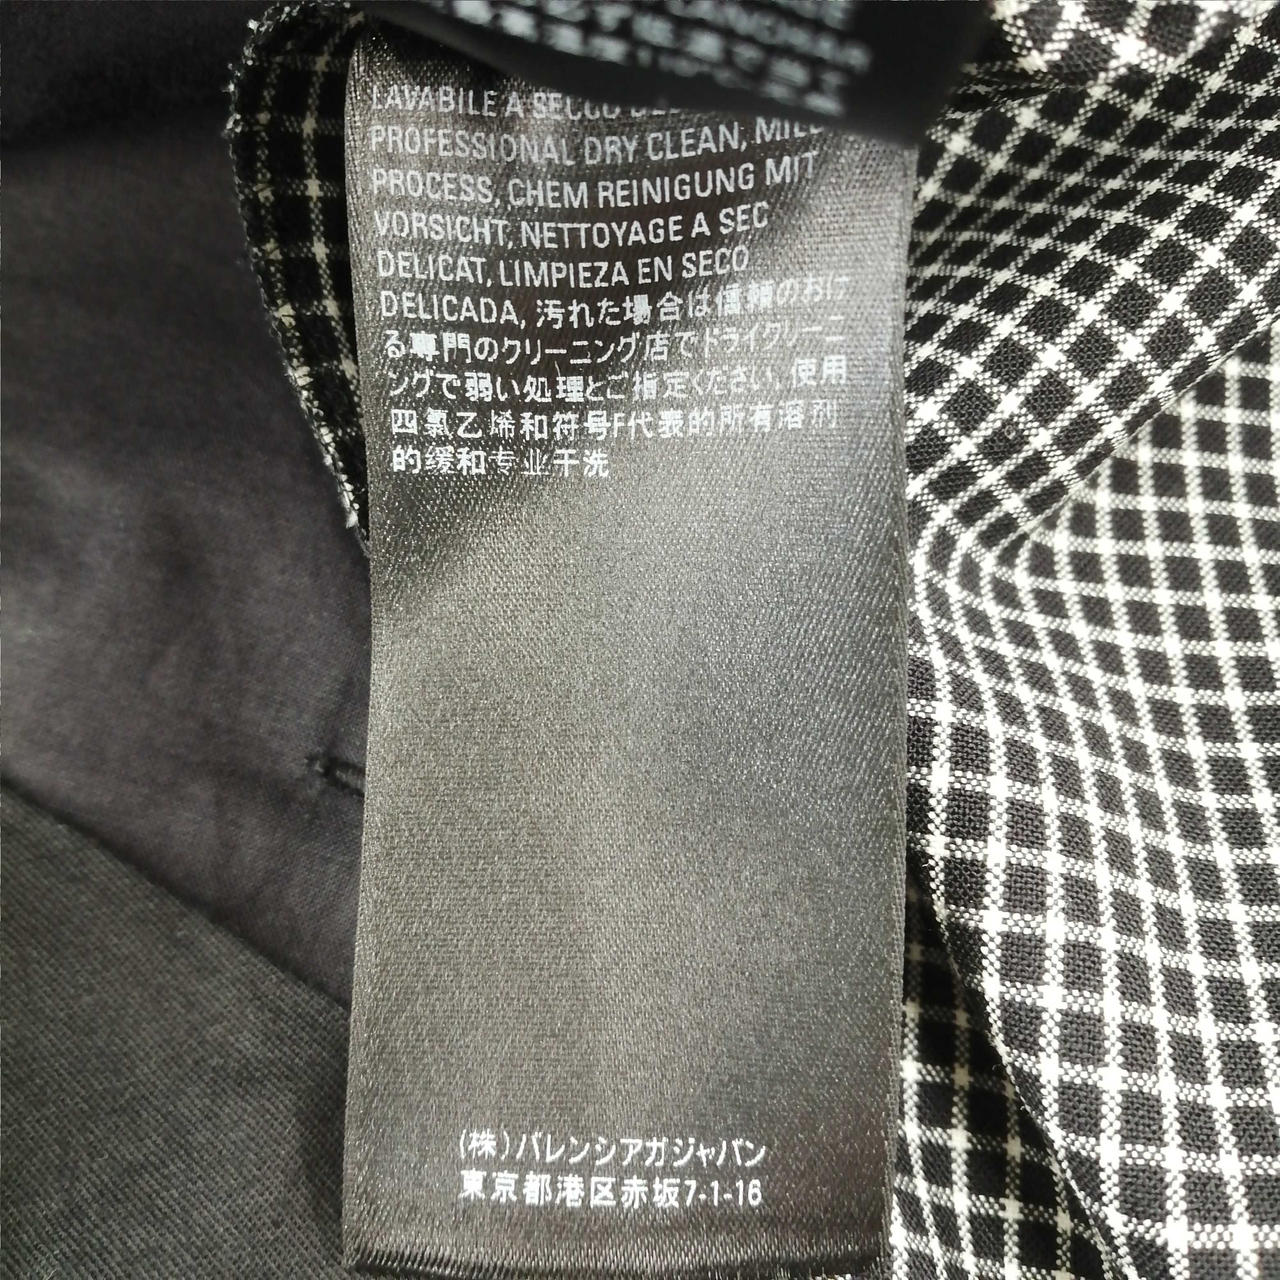 LAVABILE A SECCO
PROFESSIONAL DRY CLEAN, MILD
PROCESS, CHEM REINIGUNG MIT
VORSICHT, NETTOYAGE A SEC
DELICAT, LIMPIEZA EN SECO
DELICADA, 汚れた場合は信頼のおけ
る専門のクリーニング店でドライクリーニ
ングで弱い処理とご指定ください, 使用
四氯乙烯和符号F代表的所有溶剂
的缓和专业干洗
(株)バレンシアガジャパン
東京都港区赤坂7-1-16